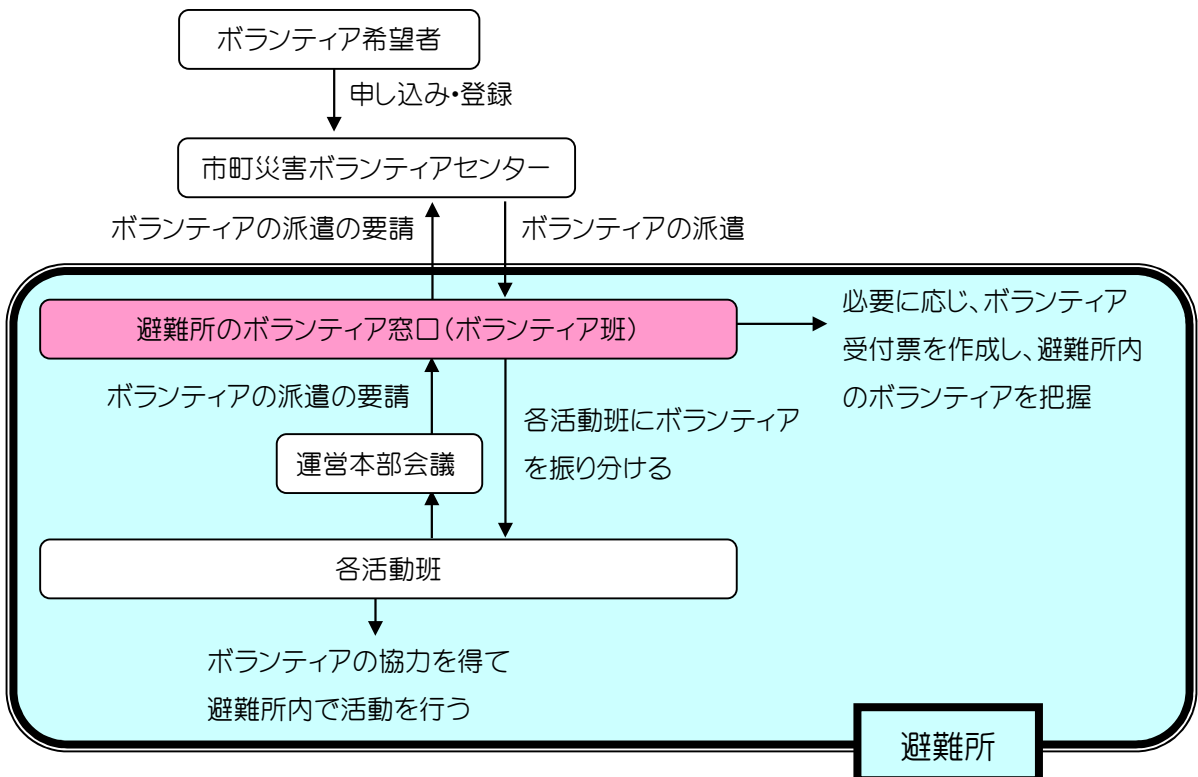 ボランティア希望者
申し込み・登録
市町災害ボランティアセンター
ボランティアの派遣の要請
ボランティアの派遣
避難所のボランティア窓口（ボランティア班）
必要に応じ、ボランティア
受付票を作成し、避難所内
のボランティアを把握
ボランティアの派遣の要請
各活動班にボランティア
を振り分ける
運営本部会議
各活動班
ボランティアの協力を得て
避難所内で活動を行う
避難所